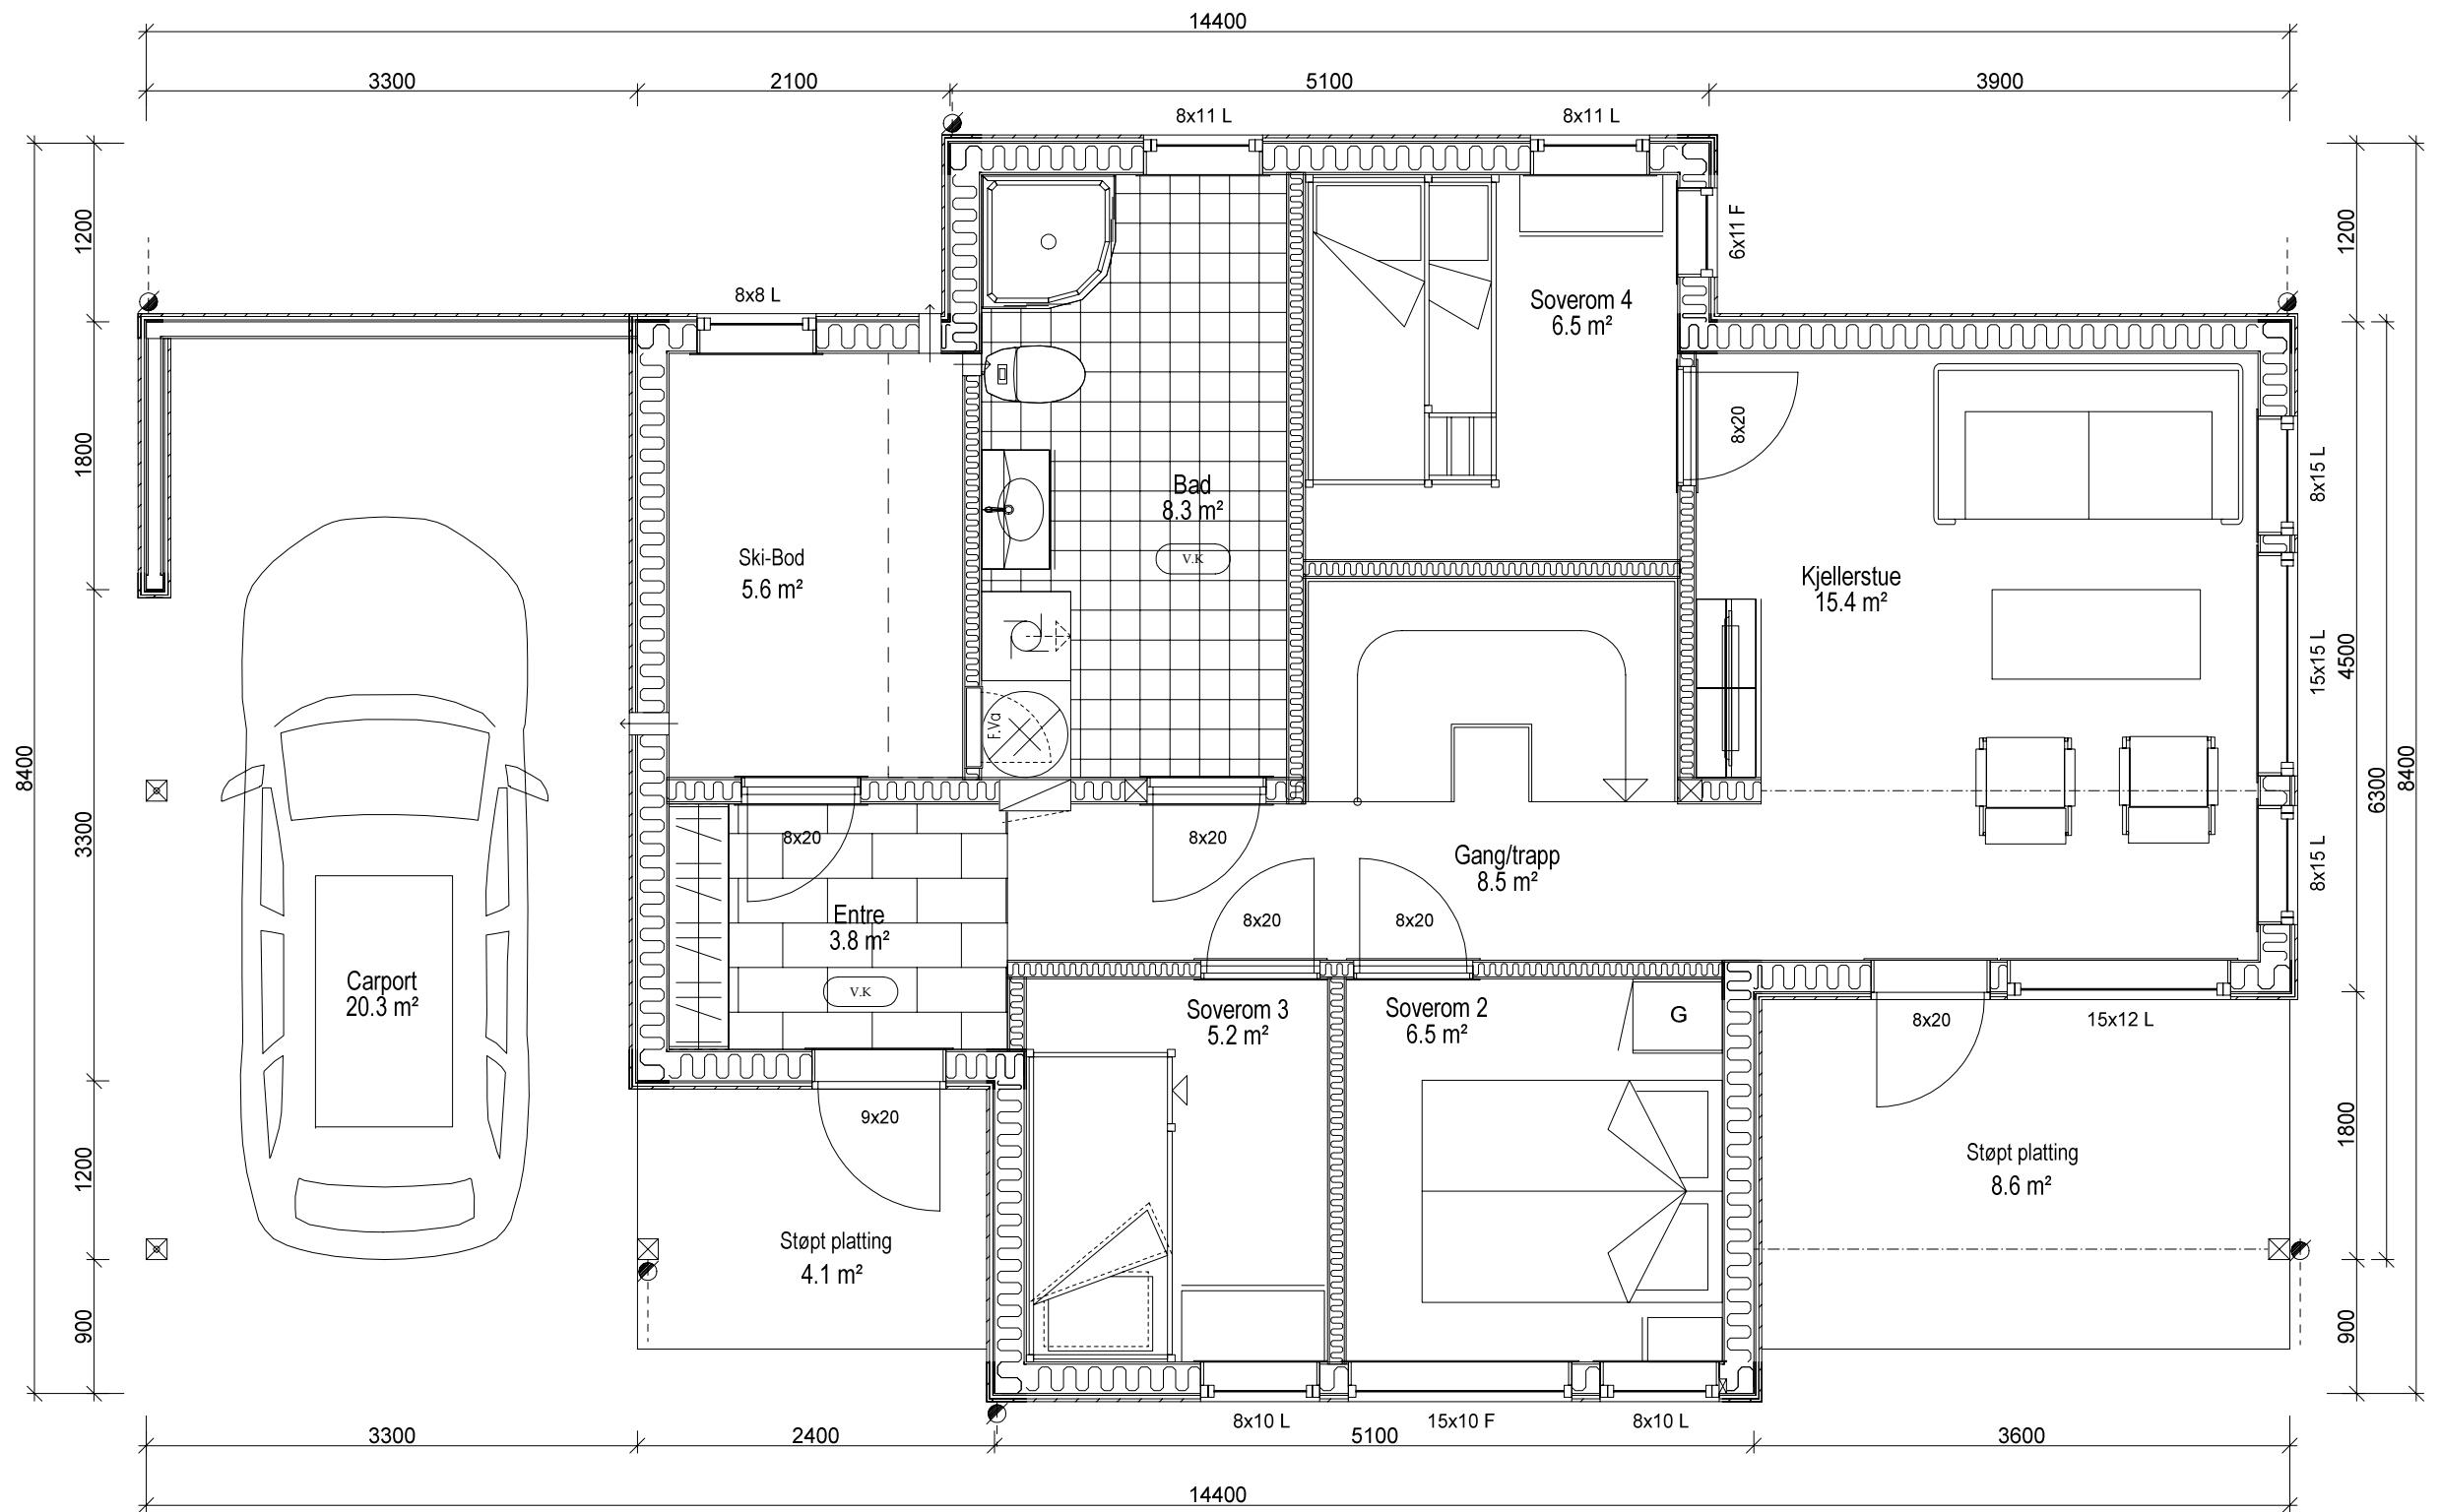 14400
3300
2100
5100
3900
8x11 L
8x11 L
1200
1200
6x11 F
8x8 L
Soverom 4
6.5 m²
1800
8x20
8x15 L
Bad
8.3 m²
V.K
Ski-Bod
5.6 m²
Kjellerstue
15.4 m²
15x15 L
4500
F.Va
8400
6300
8400
3300
8x20
8x20
Gang/trapp
8.5 m²
8x15 L
Entre
3.8 m²
8x20
8x20
V.K
Carport
20.3 m²
Soverom 3
5.2 m²
Soverom 2
6.5 m²
G
8x20
15x12 L
9x20
1200
1800
Støpt platting
8.6 m²
Støpt platting
4.1 m²
900
900
8x10 L
15x10 F
8x10 L
3300
2400
5100
3600
14400